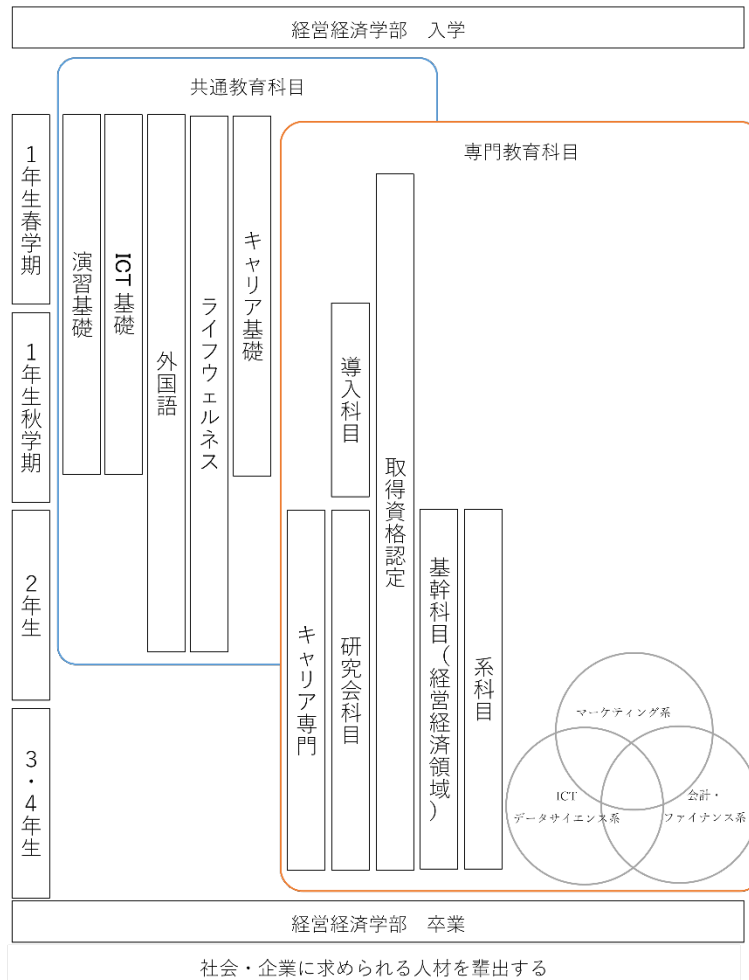 経営経済学部　入学
共通教育科目
専門教育科目
1年生春学期
1年生秋学期
2年生
3・4年生
演習基礎
ICT 基礎
外国語
ライフウェルネス
キャリア基礎
導入科目
取得資格認定
キャリア専門
研究会科目
基幹科目（経営経済領域）
系科目
マーケティング系
ICT
データサイエンス系
会計・
ファイナンス系
経営経済学部　卒業
社会・企業に求められる人材を輩出する